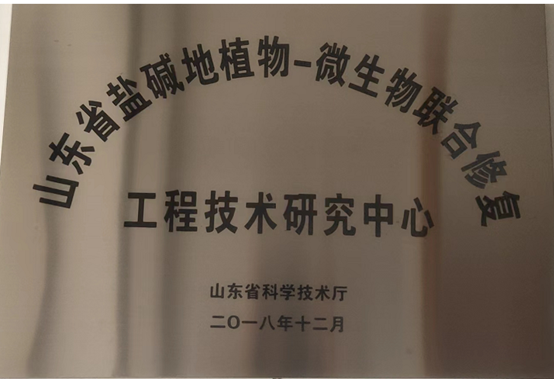 山东省盐碱地植物-微生物联合修复
工程技术研究中心
山东省科学技术厅
二〇一八年十二月